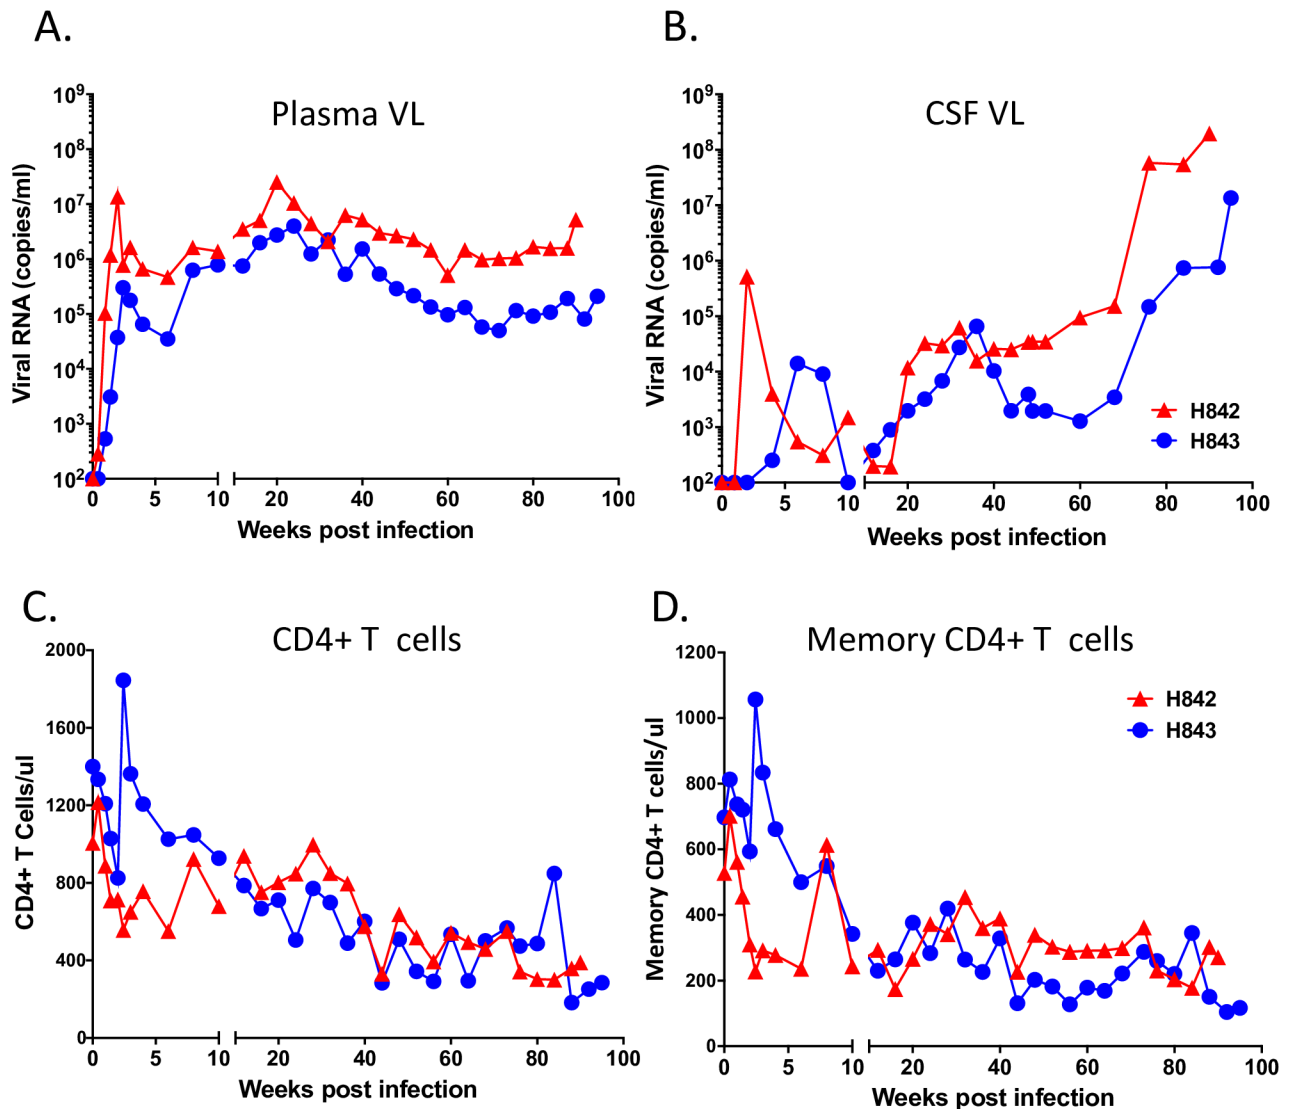 A.
Plasma VL
Viral RNA (copies/ml)
10⁹
10⁸
10⁷
10⁶
10⁵
10⁴
10³
10²
0 5 10 20 40 60 80 100
Weeks post infection
B.
CSF VL
Viral RNA (copies/ml)
10⁹
10⁸
10⁷
10⁶
10⁵
10⁴
10³
10²
H842
H843
0 5 10 20 40 60 80 100
Weeks post infection
C.
CD4+ T cells
CD4+ T Cells/ul
2000
1600
1200
800
400
0
0 5 10 20 40 60 80 100
Weeks post infection
D.
Memory CD4+ T cells
Memory CD4+ T cells/ul
1200
1000
800
600
400
200
0
H842
H843
0 5 10 20 40 60 80 100
Weeks post infection